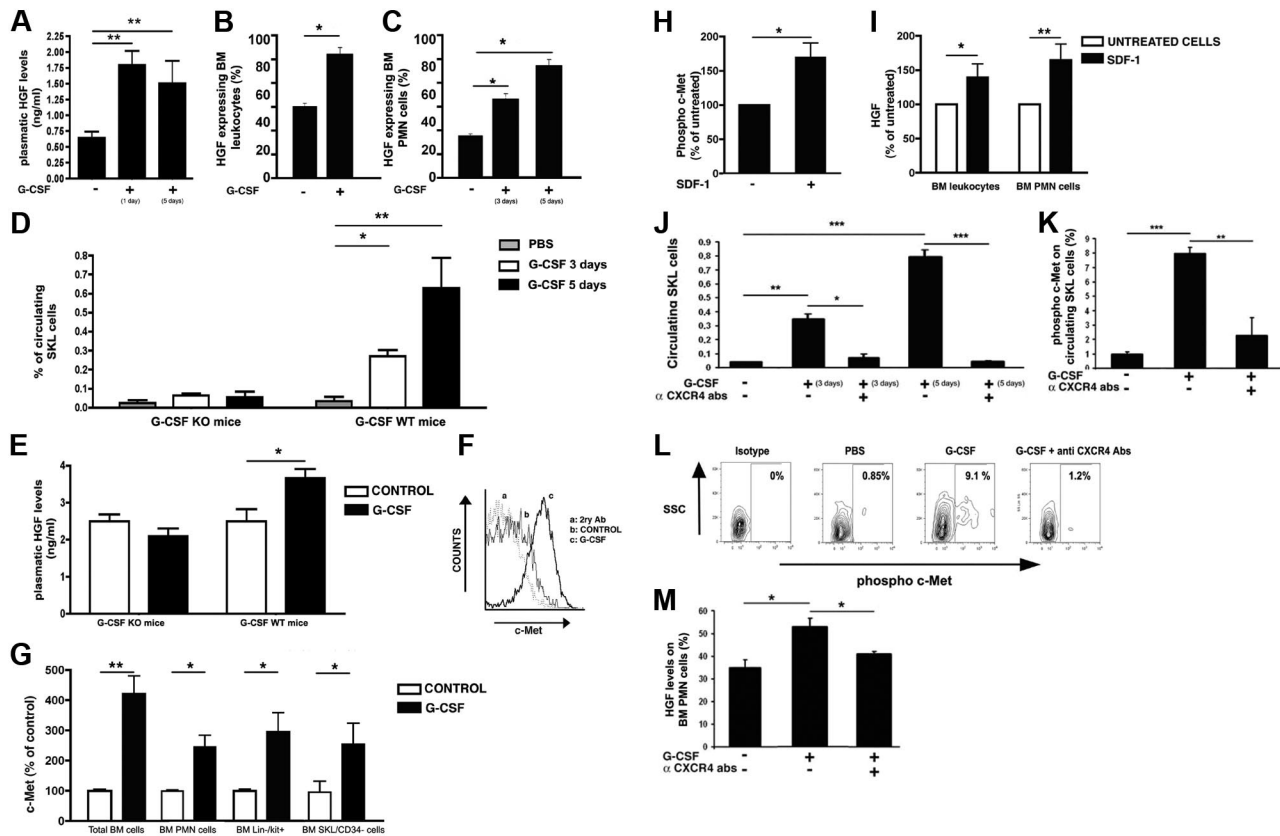 A
**
**
plasmatic HGF levels
(ng/ml)
2.25
2.00
1.75
1.50
1.25
1.00
0.75
0.50
0.25
0.00
G-CSF - + +
(1 day) (5 days)
B
*
HGF expressing BM
leukocytes (%)
100
80
60
40
60
40
G-CSF - +
C
*
*
HGF expressing BM
PMN cells (%)
G-CSF - + +
(3 days) (5 days)
D
**
*
PBS
G-CSF 3 days
G-CSF 5 days
% of circulating
SKL cells
0.8
0.7
0.6
0.5
0.4
0.3
0.2
0.1
0.0
G-CSF KO mice G-CSF WT mice
E
*
CONTROL
G-CSF
plasmatic HGF levels
(ng/ml)
4
3
2
1
0
G-CSF KO mice G-CSF WT mice
F
a
b
c
a: 2ry Ab
b: CONTROL
c: G-CSF
COUNTS
c-Met
G
** * * *
CONTROL
G-CSF
c-Met (% of control)
500
400
300
200
100
0
Total BM cells BM PMN cells BM Lin-/kit+ BM SKL/CD34- cells
H
*
Phospho c-Met
(% of untreated)
200
150
100
50
0
SDF-1 - +
I
* **
UNTREATED CELLS
SDF-1
HGF
(% of untreated)
200
150
100
50
0
BM leukocytes BM PMN cells
J
***
***
**
*
Circulating SKL cells
0,9
0,8
0,7
0,6
0,5
0,4
0,3
0,2
0,1
0
G-CSF - + (3 days) + (3 days) + (5 days) + (5 days)
α CXCR4 abs - - + - +
K
***
**
phospho c-Met on
circulating SKL cells (%)
9
8
7
6
5
4
3
2
1
0
G-CSF - + +
α CXCR4 abs - - +
L
Isotype PBS G-CSF G-CSF + anti CXCR4 Abs
0% 0.85% 9.1 % 1.2%
SSC
phospho c-Met
M
* *
HGF levels on
BM PMN cells (%)
60
50
40
30
20
10
0
G-CSF - + +
α CXCR4 abs - - +